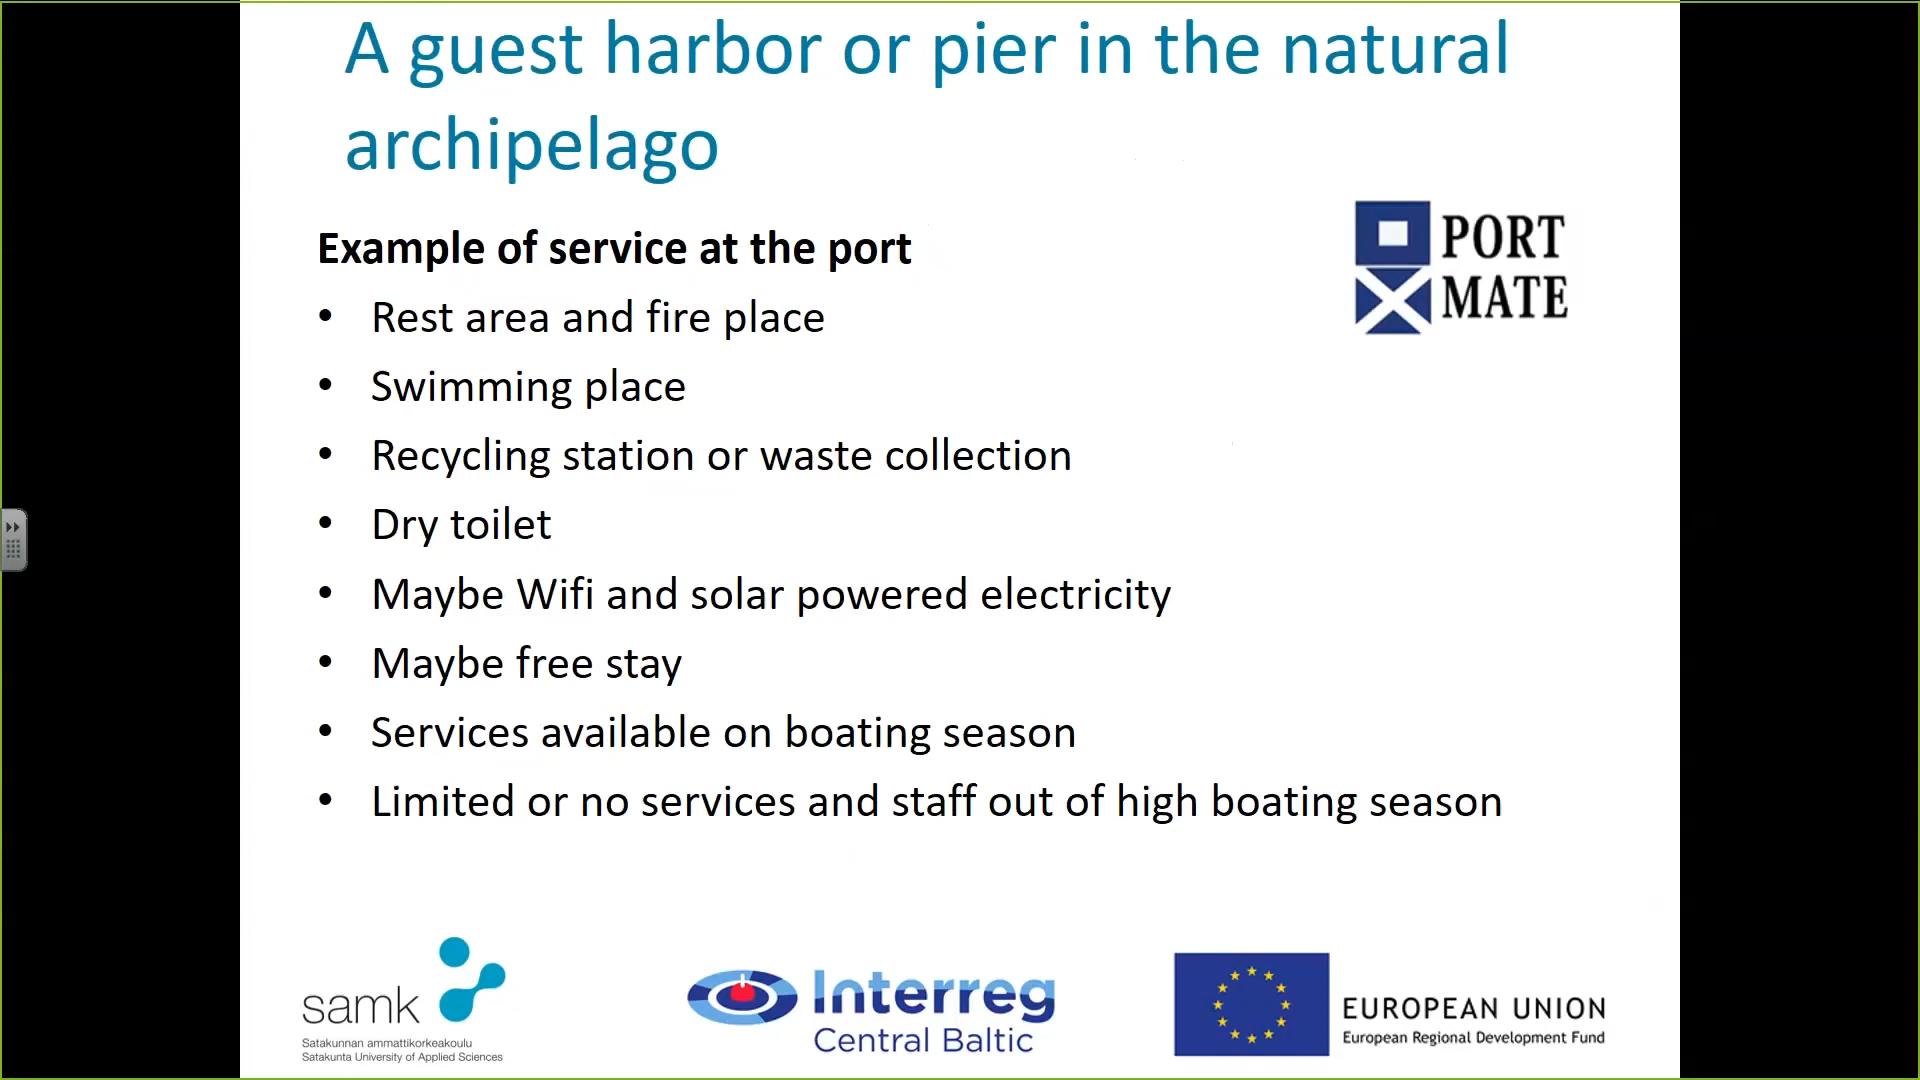 A guest harbor or pier in the natural
archipelago
Example of service at the port
PORT
MATE
• Rest area and fire place
• Swimming place
• Recycling station or waste collection
• Dry toilet
• Maybe Wifi and solar powered electricity
• Maybe free stay
• Services available on boating season
• Limited or no services and staff out of high boating season
samk
Satakunnan ammattikorkeakoulu
Satakunta University of Applied Sciences
Interreg
Central Baltic
EUROPEAN UNION
European Regional Development Fund